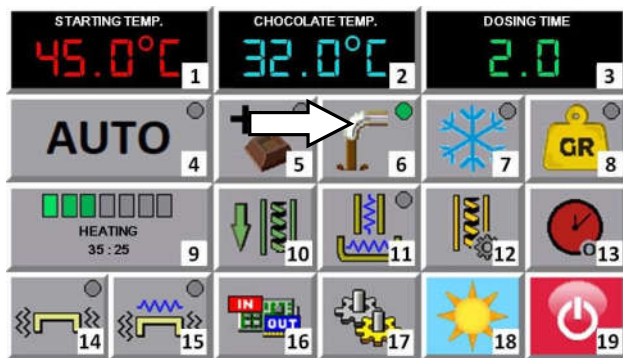 STARTING TEMP.
45.0°C
1
CHOCOLATE TEMP.
32.0°C
2
DOSING TIME
2.0
3
AUTO
4
5
6
7
GR
8
HEATING
35:25
9
10
11
12
13
14
15
IN
OUT
16
17
18
19